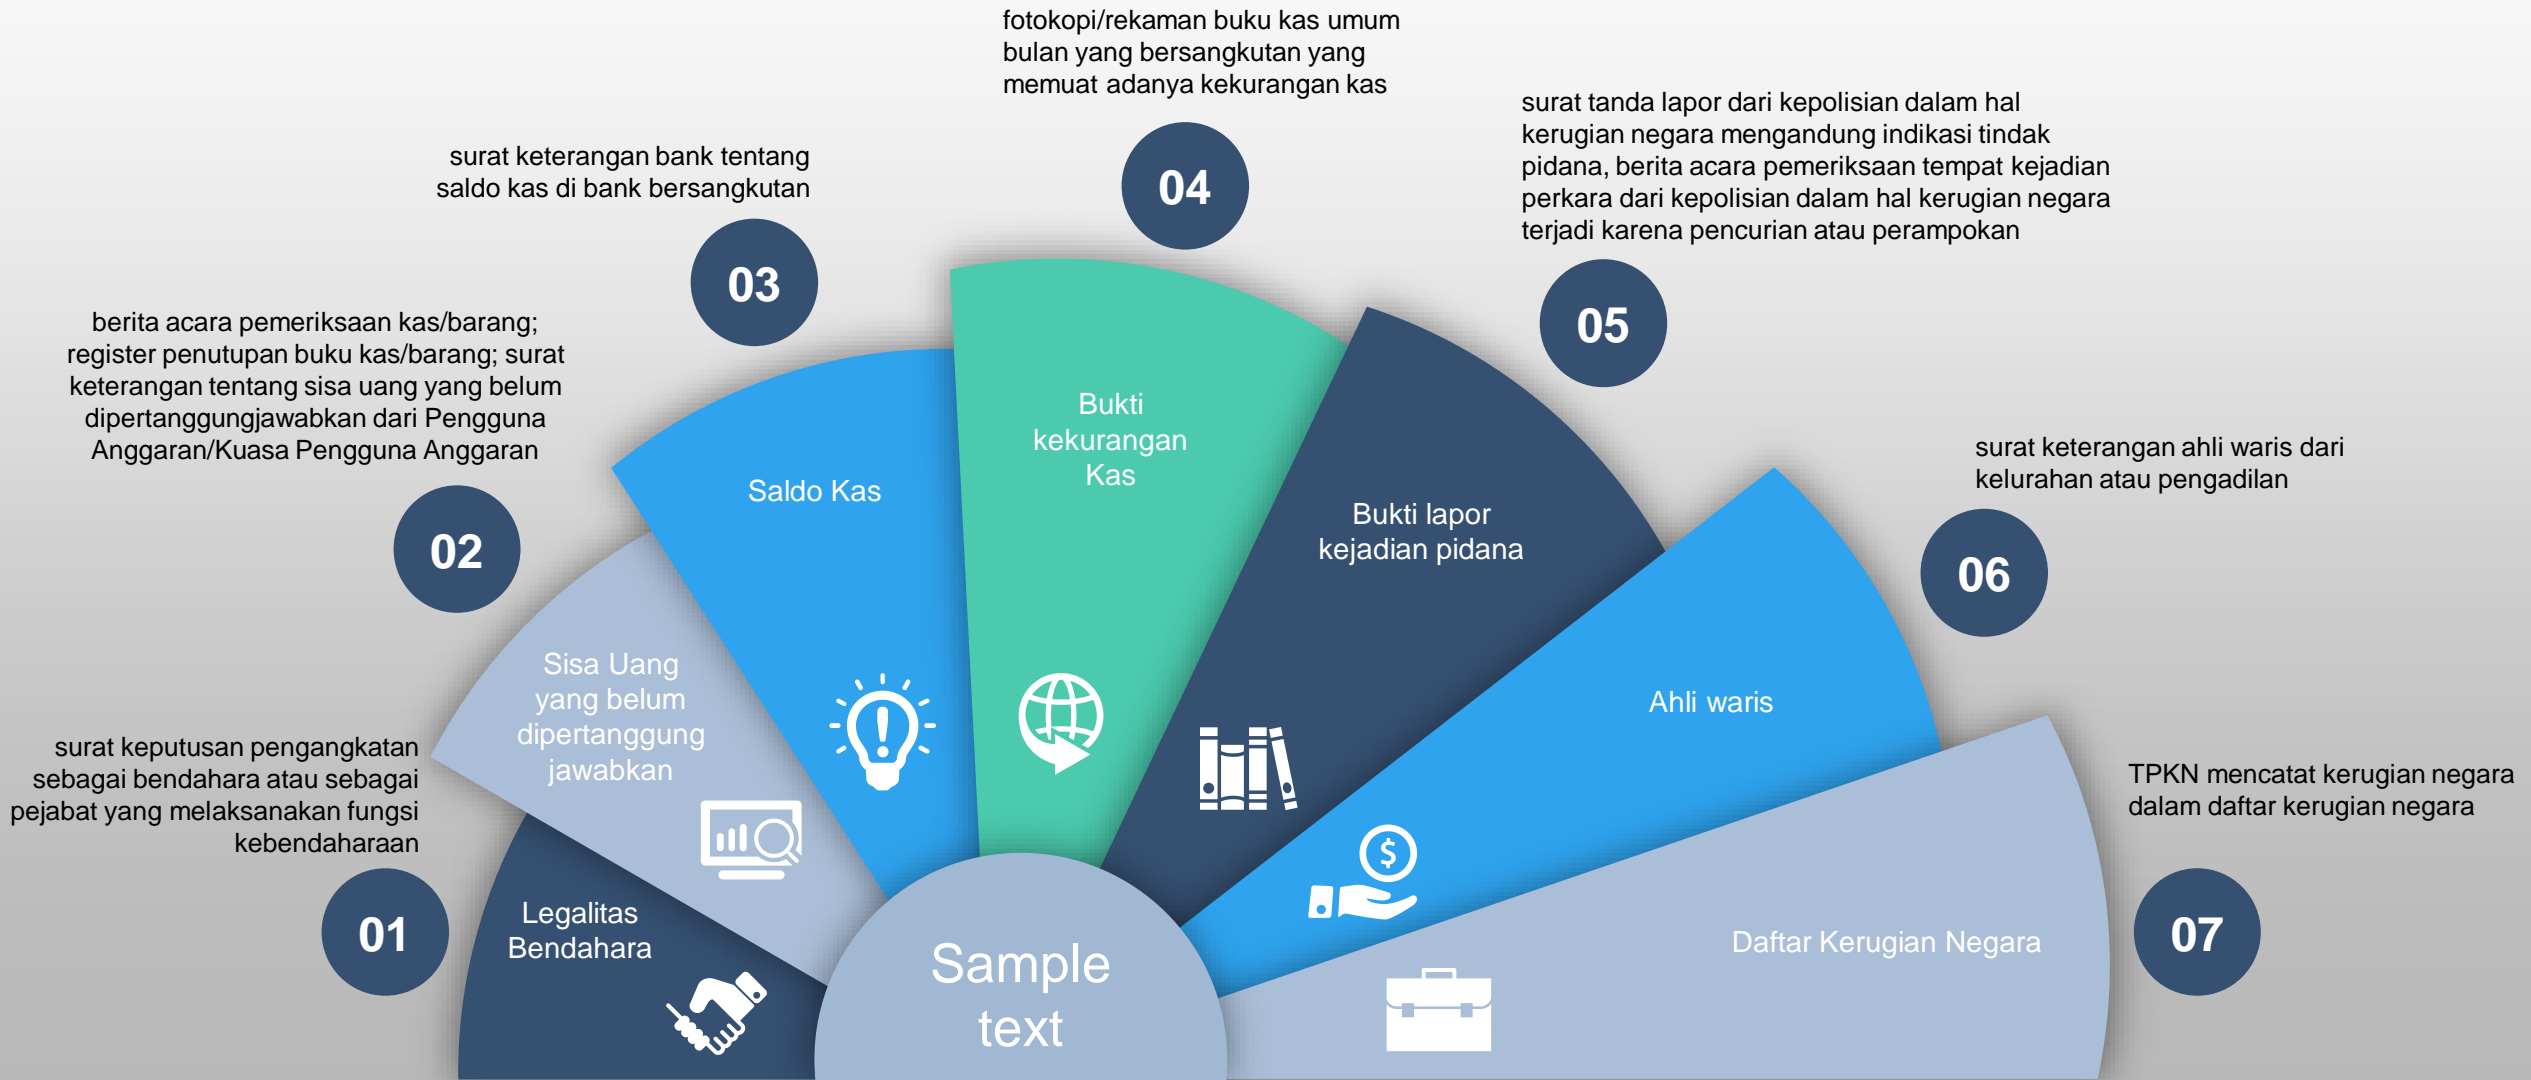 surat keputusan pengangkatan
sebagai bendahara atau sebagai
pejabat yang melaksanakan fungsi
kebendaharaan
01
Legalitas
Bendahara
berita acara pemeriksaan kas/barang;
register penutupan buku kas/barang; surat
keterangan tentang sisa uang yang belum
dipertanggungjawabkan dari Pengguna
Anggaran/Kuasa Pengguna Anggaran
02
Sisa Uang
yang belum
dipertanggung
jawabkan
surat keterangan bank tentang
saldo kas di bank bersangkutan
03
Saldo Kas
fotokopi/rekaman buku kas umum
bulan yang bersangkutan yang
memuat adanya kekurangan kas
04
Bukti
kekurangan
Kas
surat tanda lapor dari kepolisian dalam hal
kerugian negara mengandung indikasi tindak
pidana, berita acara pemeriksaan tempat kejadian
perkara dari kepolisian dalam hal kerugian negara
terjadi karena pencurian atau perampokan
05
Bukti lapor
kejadian pidana
surat keterangan ahli waris dari
kelurahan atau pengadilan
06
Ahli waris
$
TPKN mencatat kerugian negara
dalam daftar kerugian negara
07
Daftar Kerugian Negara
Sample
text